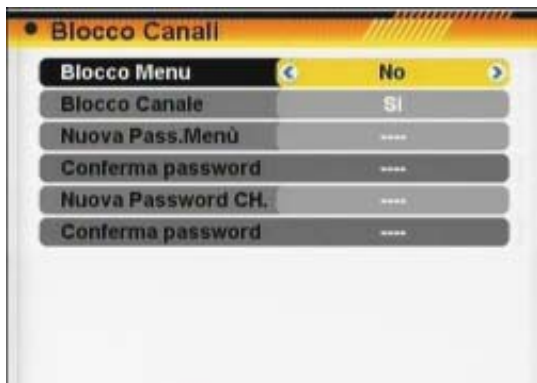 Blocco Canali
Blocco Menu No
Blocco Canale Si
Nuova Pass.Menù ----
Conferma password ----
Nuova Password CH. ----
Conferma password ----